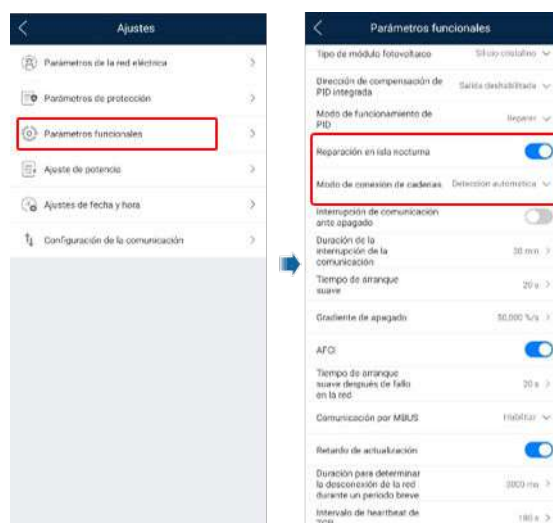 Ajustes
Parámetros de la red eléctrica
Parámetros de protección
Parámetros funcionales
Ajuste de potencia
Ajustes de fecha y hora
Configuración de la comunicación
Parámetros funcionales
Tipo de módulo fotovoltaico
Silicio cristalino
Dirección de compensación de
PID integrada
Salida deshabilitada
Modo de funcionamiento de
PID
Reparar
Reparación en isla nocturna
Modo de conexión de cadenas
Detección automática
Interrupción de comunicación
ante apagado
Duración de la
interrupción de la
comunicación
30 min
Tiempo de arranque
suave
20 s
Gradiente de apagado
50,000 %/s
AFCI
Tiempo de arranque
suave después de fallo
en la red
20 s
Comunicación por MBUS
Habilitar
Retardo de actualización
Duración para determinar
la desconexión de la red
durante un periodo breve
3000 ms
Intervalo de heartbeat de
TCP
180 s